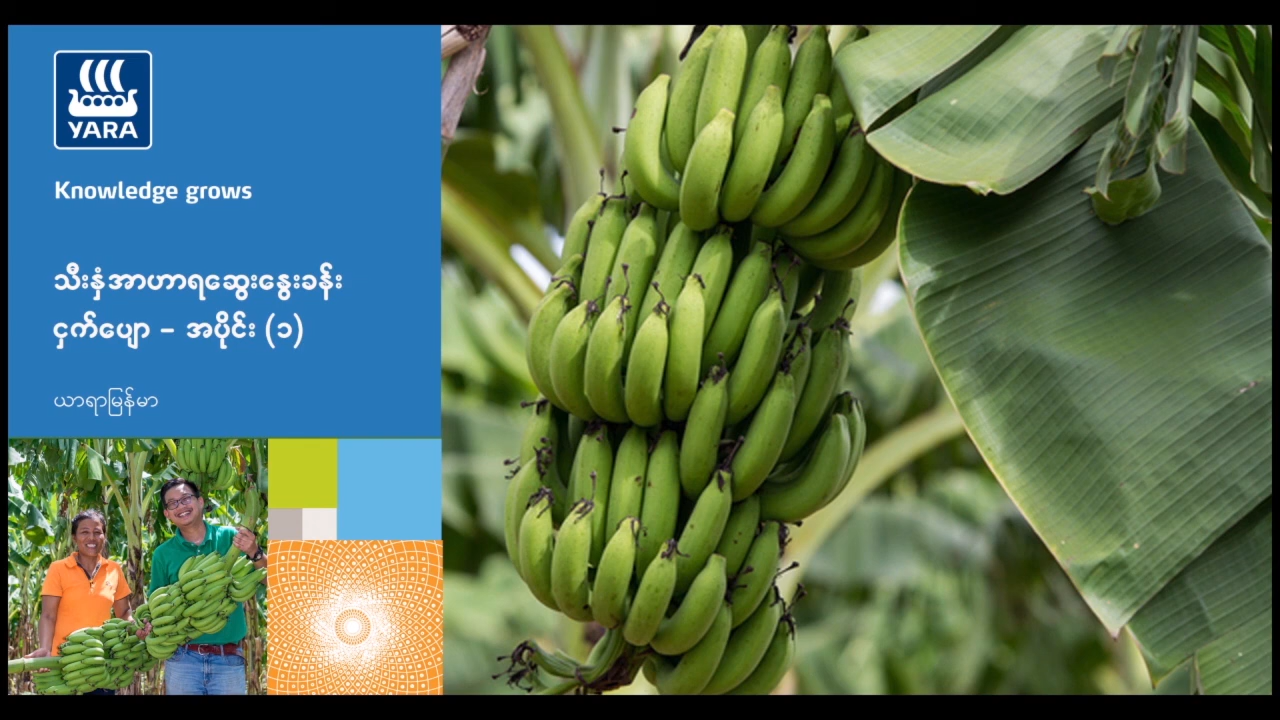 YARA
Knowledge grows
သီးနှံအာဟာရဆွေးနွေးခန်း
ငှက်ပျော – အပိုင်း (၁)
ယာရာမြန်မာ